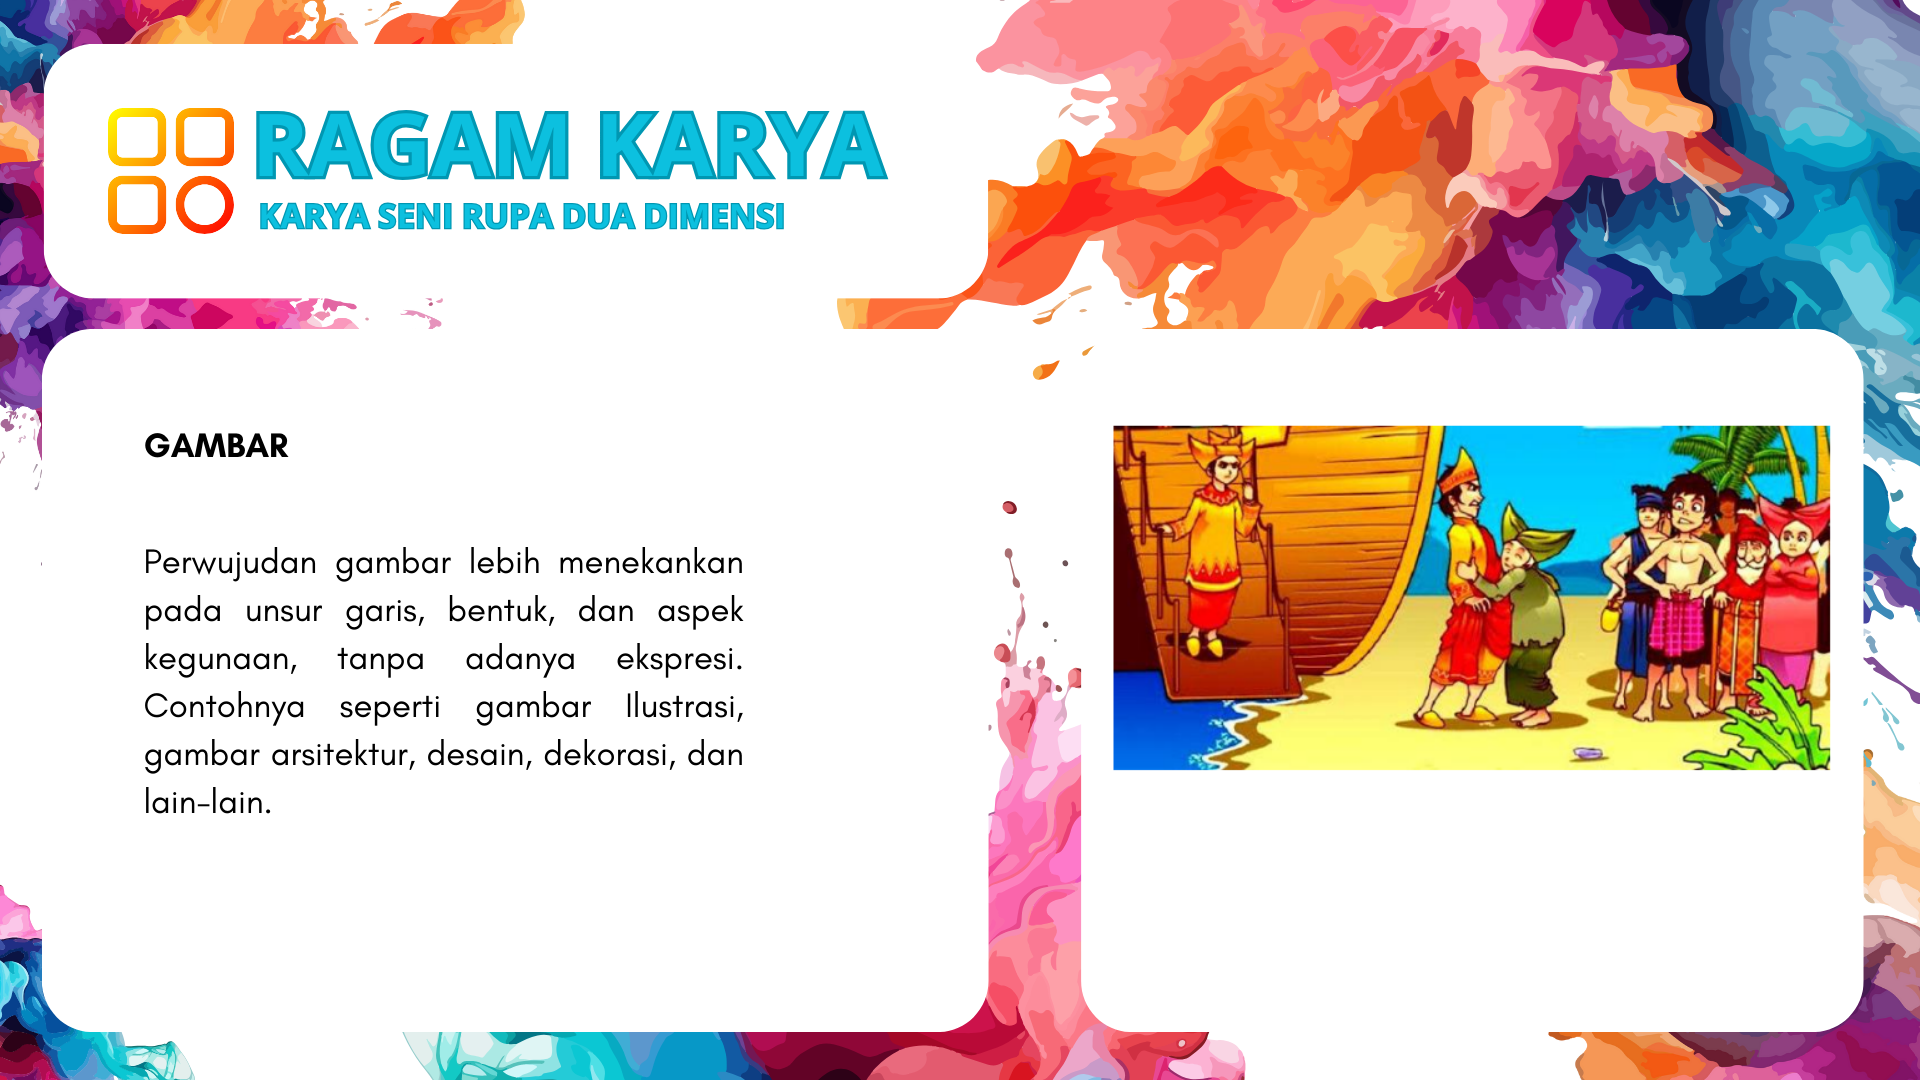 RAGAM KARYA
KARYA SENI RUPA DUA DIMENSI
GAMBAR
Perwujudan gambar lebih menekankan
pada unsur garis, bentuk, dan aspek
kegunaan, tanpa adanya ekspresi.
Contohnya seperti gambar Ilustrasi,
gambar arsitektur, desain, dekorasi, dan
lain-lain.